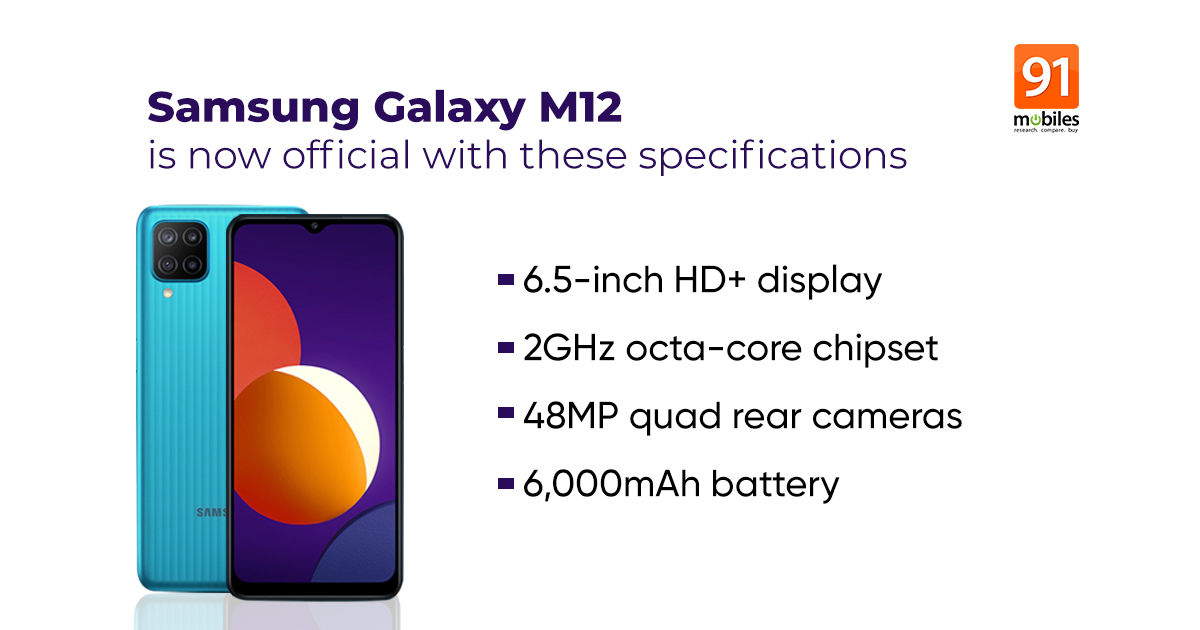 91
mobiles
research. compare. buy
Samsung Galaxy M12
is now official with these specifications
6.5-inch HD+ display
2GHz octa-core chipset
48MP quad rear cameras
6,000mAh battery
SAMS